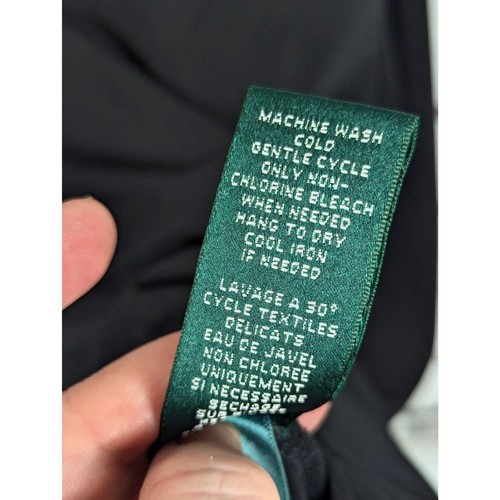 MACHINE WASH
COLD
GENTLE CYCLE
ONLY NON-
CHLORINE BLEACH
WHEN NEEDED
HANG TO DRY
COOL IRON
IF NEEDED
LAVAGE A 30°
CYCLE TEXTILES
DELICATS
EAU DE JAVEL
NON CHLOREE
UNIQUEMENT
SI NECESSAIRE
SECHAGE